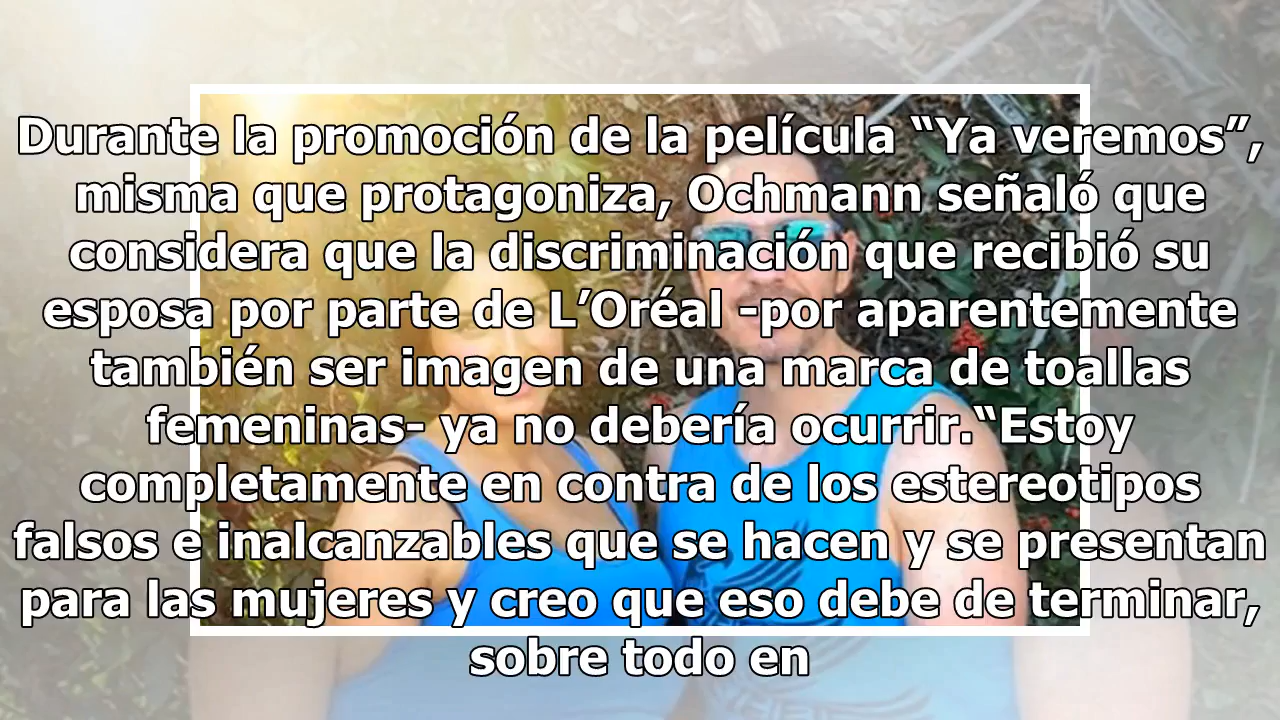 Durante la promoción de la película “Ya veremos”,
misma que protagoniza, Ochmann señaló que
considera que la discriminación que recibió su
esposa por parte de L’Oréal -por aparentemente
también ser imagen de una marca de toallas
femeninas- ya no debería ocurrir.“Estoy
completamente en contra de los estereotipos
falsos e inalcanzables que se hacen y se presentan
para las mujeres y creo que eso debe de terminar,
sobre todo en